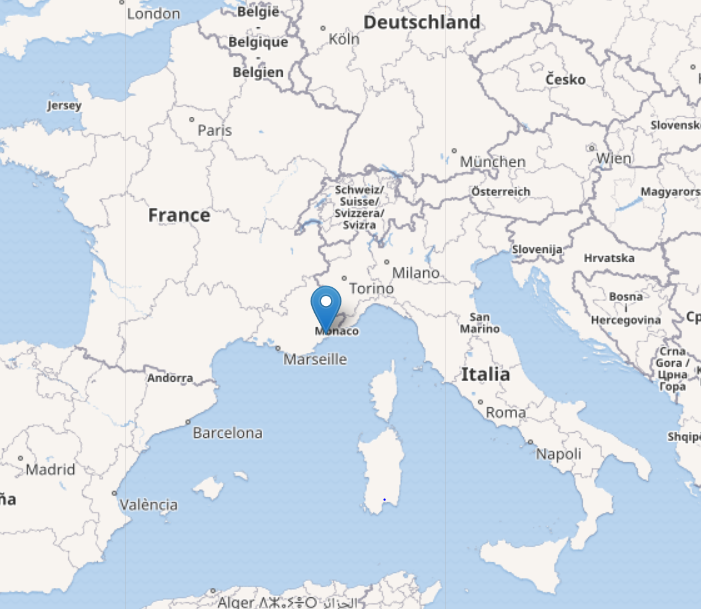 London
België
Belgique
-
Belgien
Deutschland
Köln
Česko
Jersey
Paris
Slovensk
München
Wien
Schweiz/
Suisse/
Svizzera/
Svizra
Österreich
Magyarors
France
Slovenija
Hrvatska
Milano
Torino
Bosna
i
Hercegovina
San
Marino
Monaco
Marseille
Crna
Gora /
Црна
Гора
Ср
Andorra
Italia
Roma
Barcelona
Shqipë
Napoli
Madrid
ña
València
Alger ⴷⵣⴰⵢⴻⵔ الجزائر